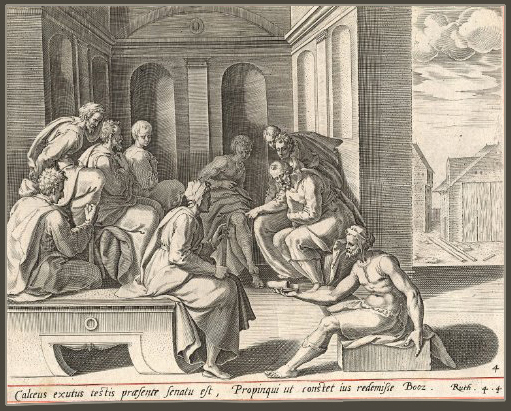 4
Calceus exutus testis præsente senatu est, Propinqui ut constet ius redemisse Booz. Ruth. 4. 4